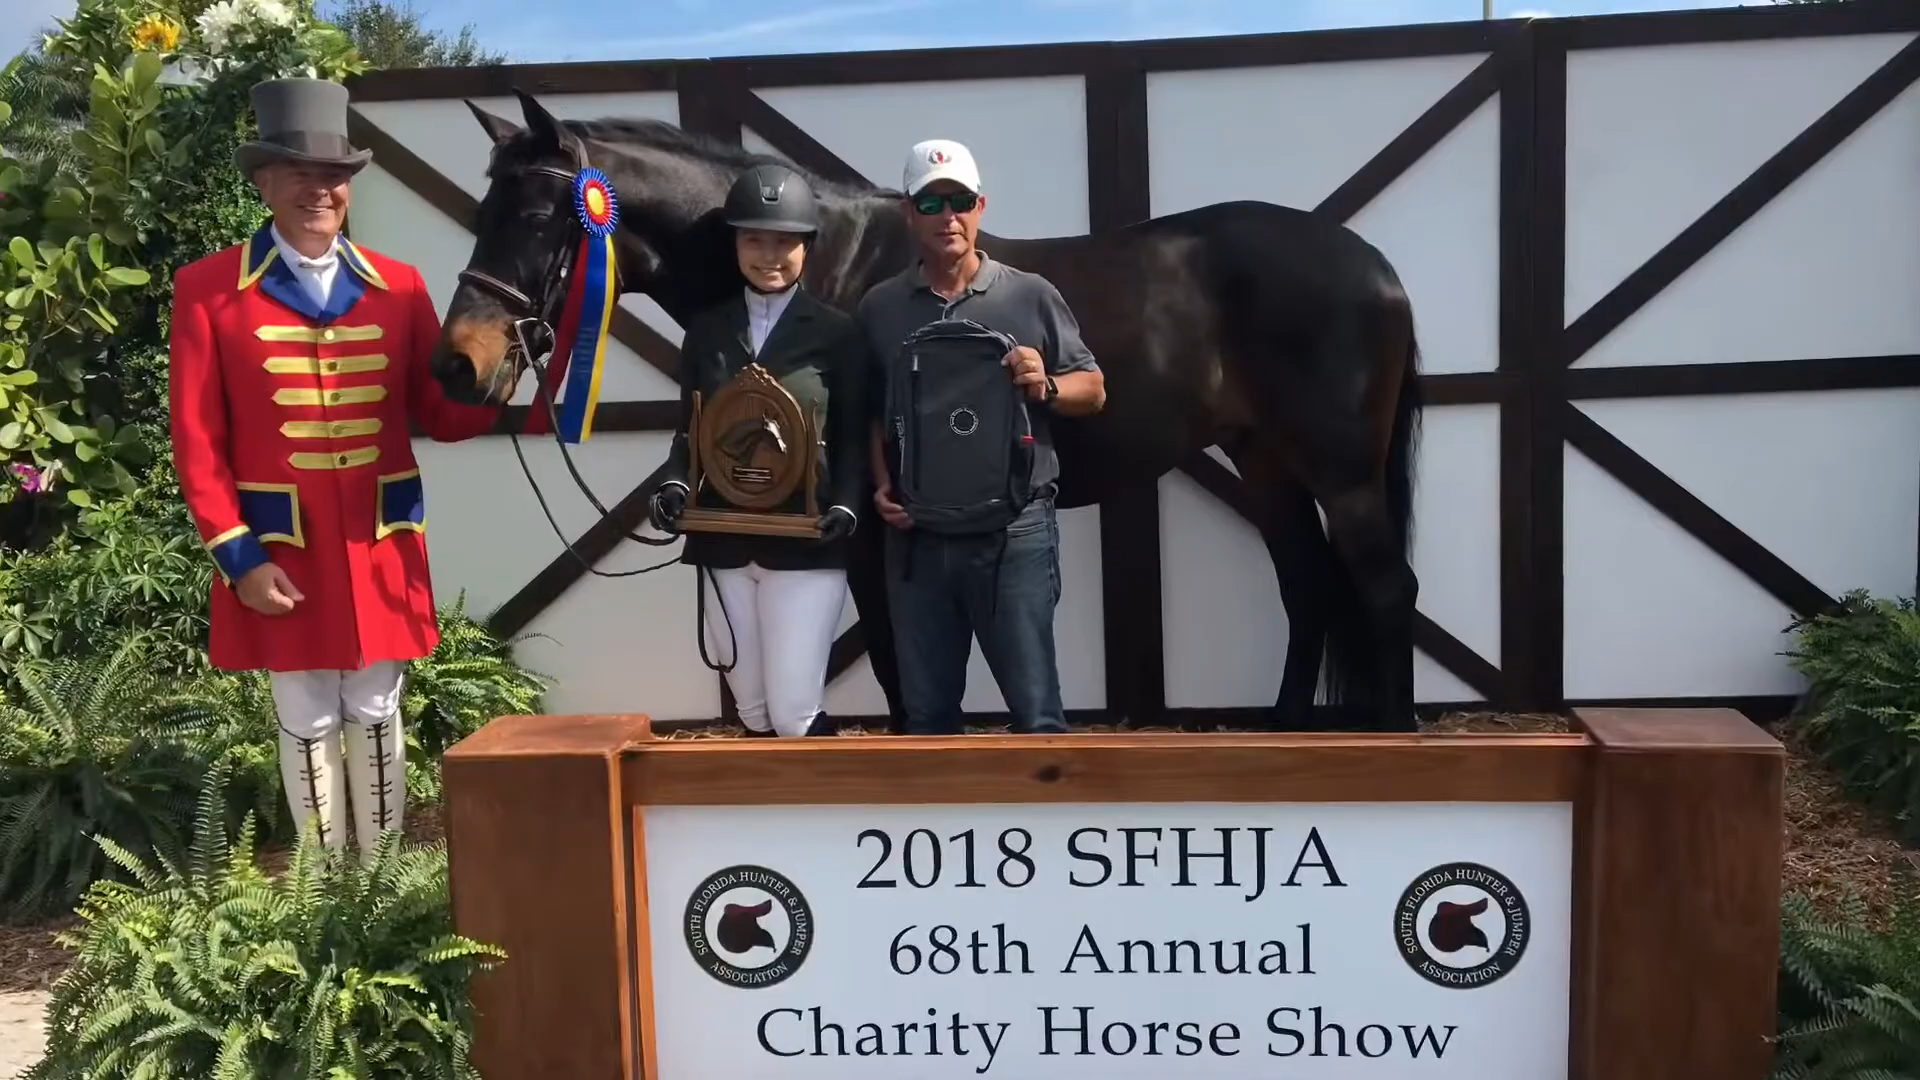 2018 SFHJA
68th Annual
Charity Horse Show
SOUTH FLORIDA HUNTER & JUMPER
ASSOCIATION
SOUTH FLORIDA HUNTER & JUMPER
ASSOCIATION